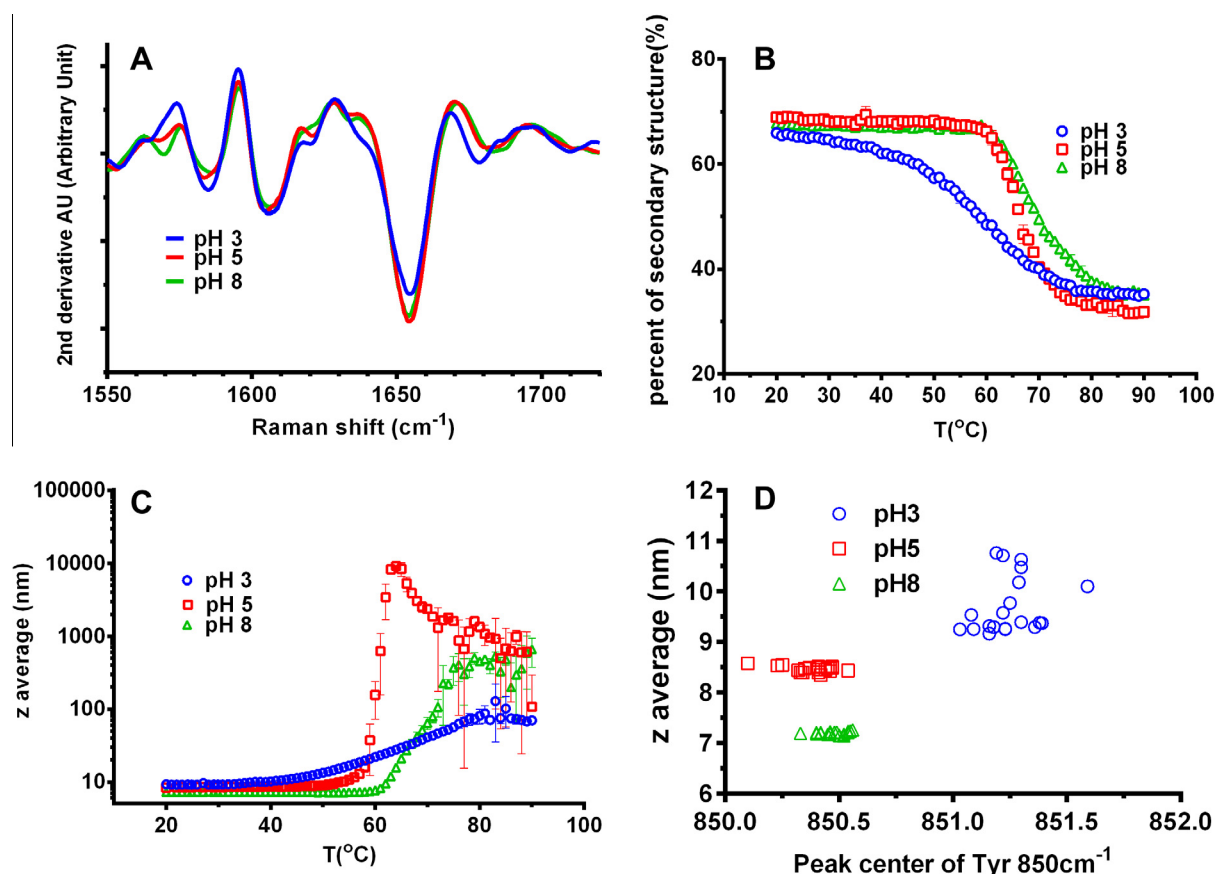 A
2nd derivative AU (Arbitrary Unit)
pH 3
pH 5
pH 8
1550 1600 1650 1700
Raman shift (cm-1)
B
percent of secondary structure(%)
80
60
40
20
pH 3
pH 5
pH 8
10 20 30 40 50 60 70 80 90 100
T(oC)
C
z average (nm)
100000
10000
1000
100
10
pH 3
pH 5
pH 8
20 40 60 80 100
T(oC)
D
z average (nm)
12
11
10
9
8
7
6
pH3
pH5
pH8
850.0 850.5 851.0 851.5 852.0
Peak center of Tyr 850cm-1